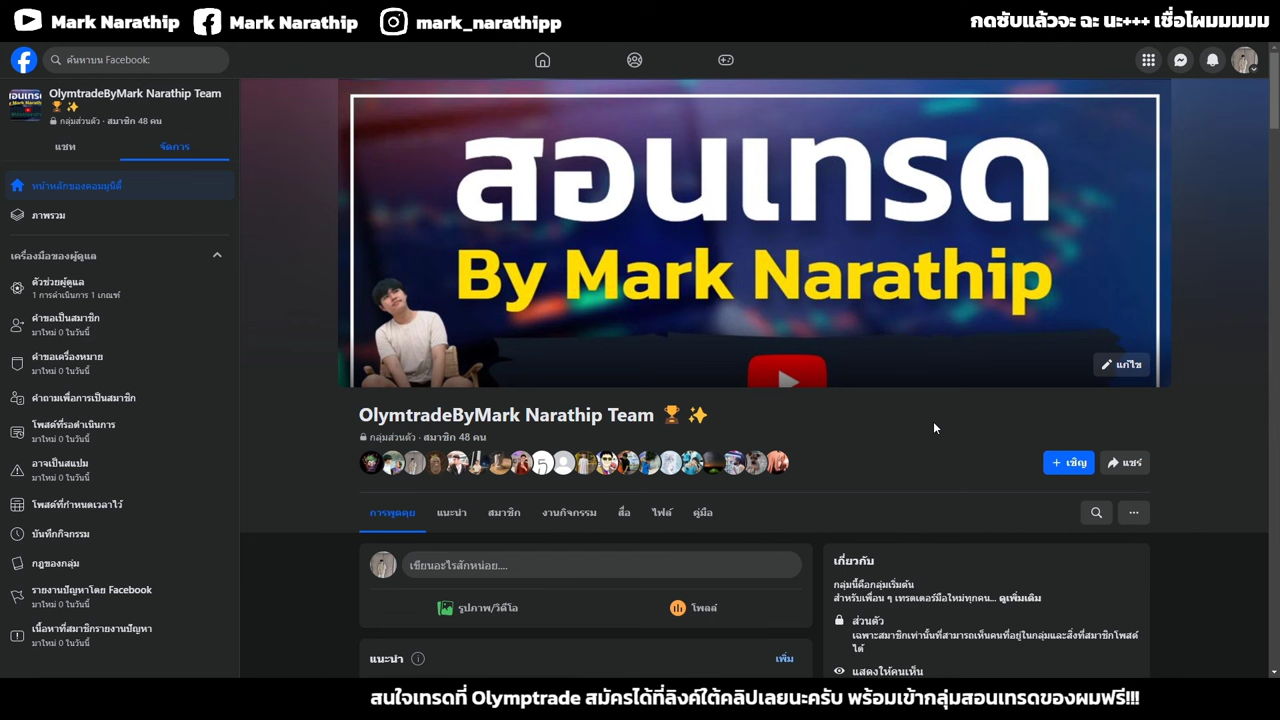 Mark Narathip Mark Narathip mark_narathipp กดซับแล้วจะ ฉะ นะ+++ เชื่อโผมมมมม
ค้นหาบน Facebook:
OlymtradeByMark Narathip Team 🏆 ✨
กลุ่มส่วนตัว · สมาชิก 48 คน
แชท จัดการ
หน้าหลักของคอมมูนิตี้
ภาพรวม
เครื่องมือของผู้ดูแล
ตัวช่วยผู้ดูแล
1 การดำเนินการ 1 เกณฑ์
คำขอเป็นสมาชิก
มาใหม่ 0 ในวันนี้
คำขอเครื่องหมาย
มาใหม่ 0 ในวันนี้
คำถามเพื่อการเป็นสมาชิก
โพสต์ที่รอดำเนินการ
มาใหม่ 0 ในวันนี้
อาจเป็นสแปม
มาใหม่ 0 ในวันนี้
โพสต์ที่กำหนดเวลาไว้
บันทึกกิจกรรม
กฎของกลุ่ม
รายงานปัญหาโดย Facebook
มาใหม่ 0 ในวันนี้
เนื้อหาที่สมาชิกรายงานปัญหา
มาใหม่ 0 ในวันนี้
สอนเทรด
By Mark Narathip
แก้ไข
OlymtradeByMark Narathip Team 🏆 ✨
กลุ่มส่วนตัว · สมาชิก 48 คน
+ เชิญ แชร์
การพูดคุย แนะนำ สมาชิก งานกิจกรรม สื่อ ไฟล์ คู่มือ
เขียนอะไรสักหน่อย....
รูปภาพ/วิดีโอ โพลล์
แนะนำ เพิ่ม
เกี่ยวกับ
กลุ่มนี้คือกลุ่มเริ่มต้น
สำหรับเพื่อน ๆ เทรดเดอร์มือใหม่ทุกคน... ดูเพิ่มเติม
ส่วนตัว
เฉพาะสมาชิกเท่านั้นที่สามารถเห็นคนที่อยู่ในกลุ่มและสิ่งที่สมาชิกโพสต์
ได้
แสดงให้คนเห็น
สนใจเทรดที่ Olymptrade สมัครได้ที่ลิงค์ใต้คลิปเลยนะครับ พร้อมเข้ากลุ่มสอนเทรดของผมฟรี!!!